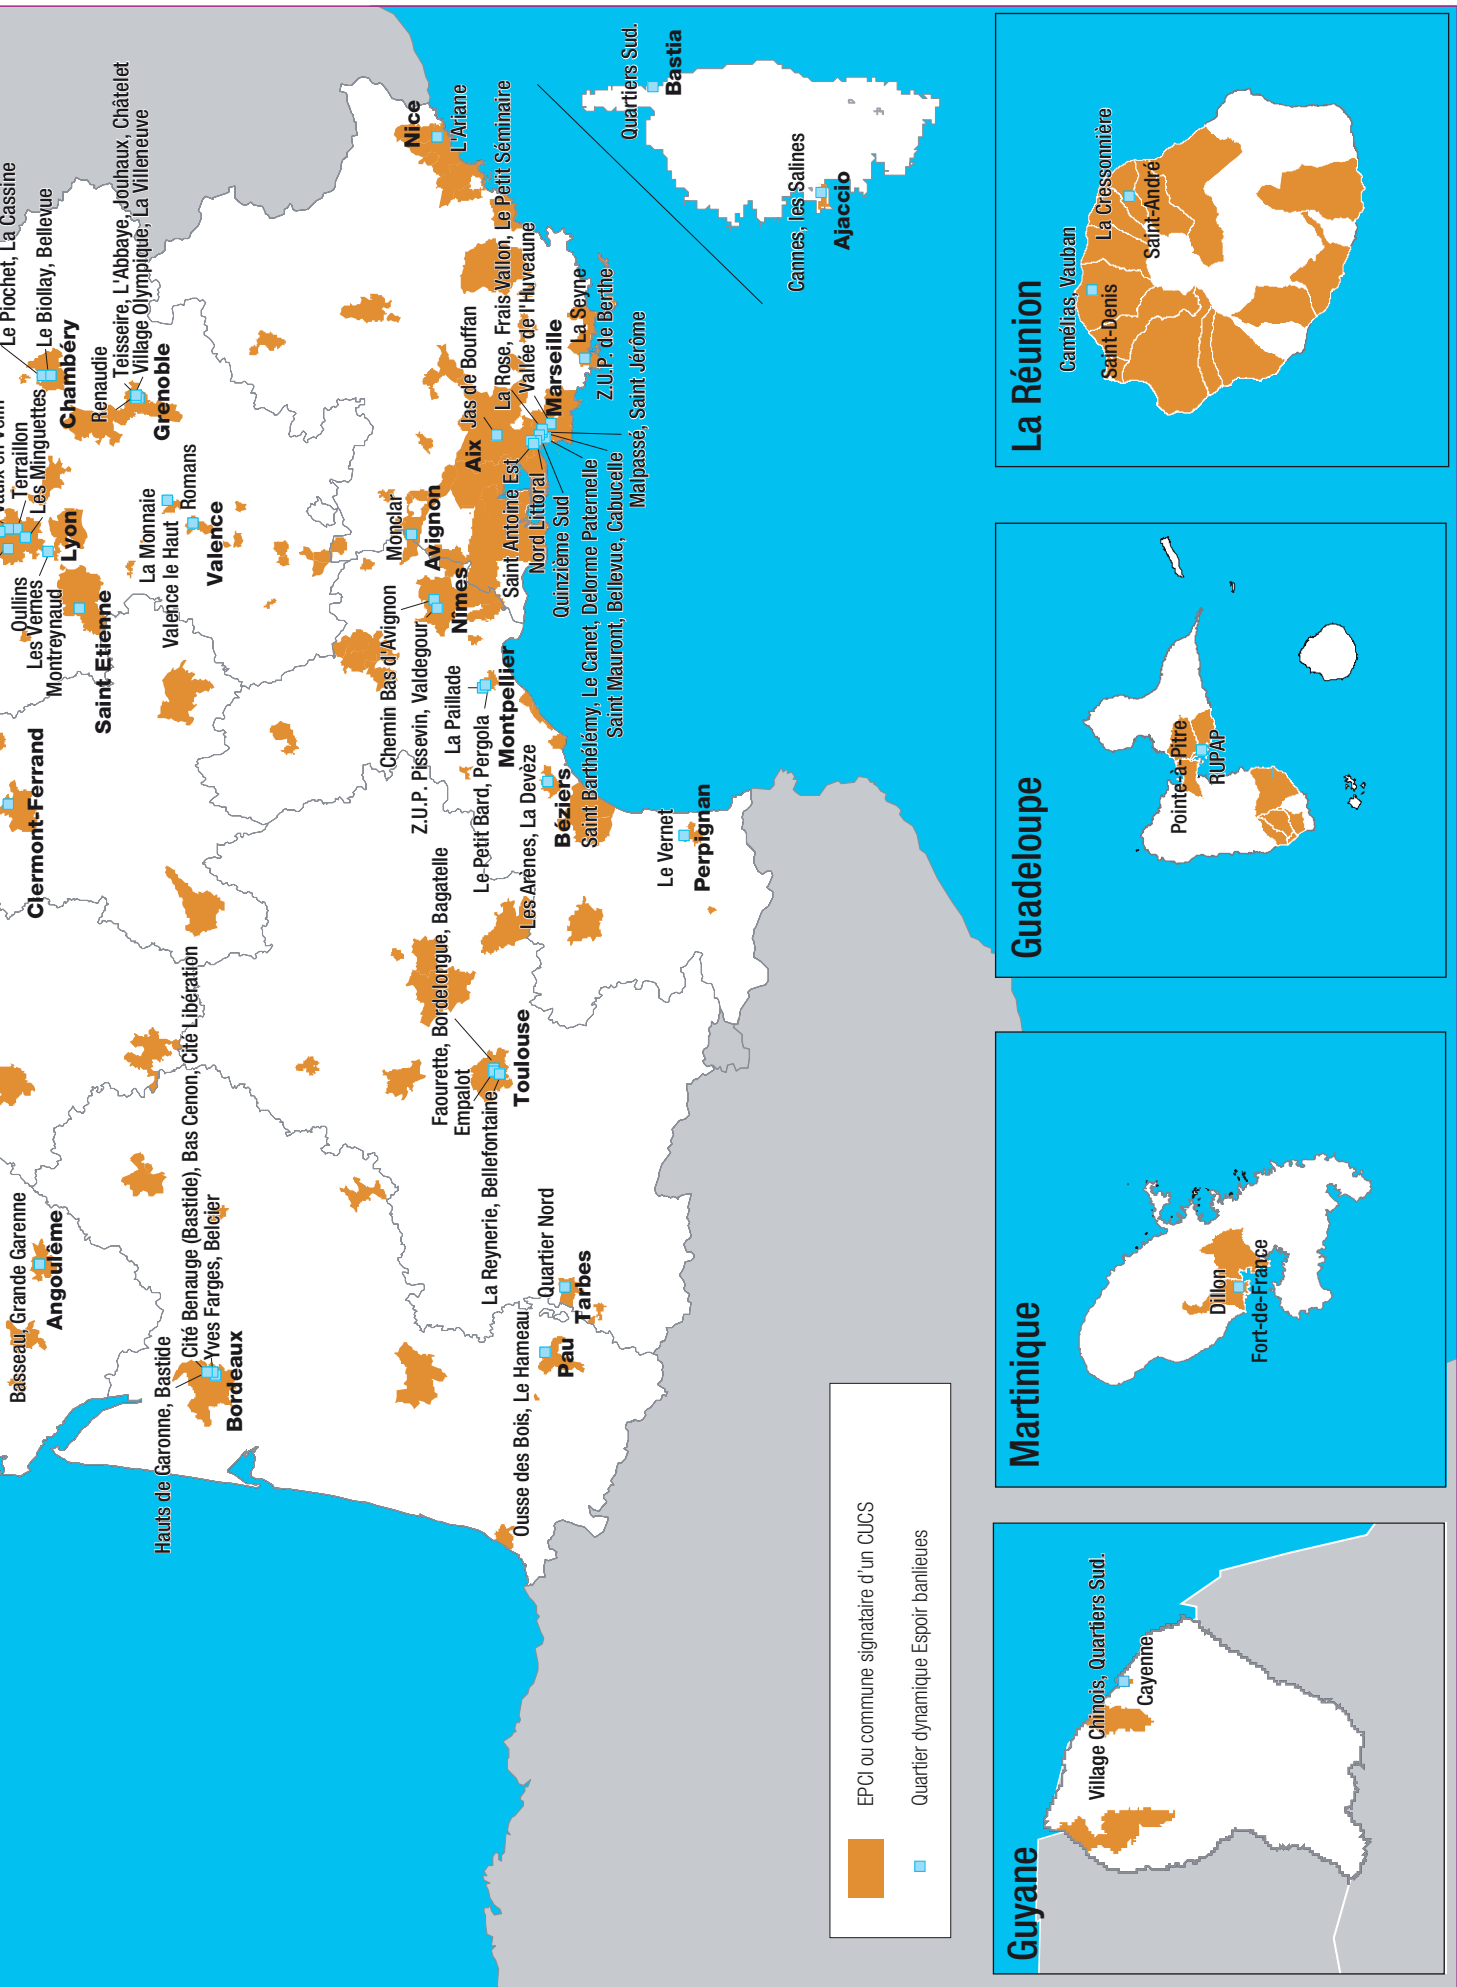 Le Piochet, La Cassine
Le Biollay, Bellevue
Chambéry
Renaudie
Teisseire, L'Abbaye, Jouhaux, Châtelet
Village Olympique, La Villeneuve
Grenoble
Terraillon
Les Minguettes
Lyon
Oullins
Les Vernes
Montreynaud
Saint-Etienne
La Monnaie
Romans
Valence le Haut
Valence
Clermont-Ferrand
Basseau, Grande Garenne
Angoulême
Hauts de Garonne, Bastide
Cité Benauge (Bastide), Bas Cenon, Cité Libération
Yves Farges, Belcier
Bordeaux
Nice
L'Ariane
Monclar
Avignon
Chemin Bas d'Avignon
Z.U.P. Pissevin, Valdegour
Nîmes
La Paillade
Le Petit Bard, Pergola
Montpellier
Les Arènes, La Devèze
Béziers
Le Vernet
Perpignan
Faourette, Bordelongue, Bagatelle
Empalot
La Reynerie, Bellefontaine
Toulouse
Quartier Nord
Tarbes
Ousse des Bois, Le Hameau
Pau
Jas de Bouffan
Aix
La Rose, Frais Vallon, Le Petit Séminaire
Vallée de l'Huveaune
Marseille
La Seyne
Z.U.P. de Berthe
Saint Antoine Est
Nord Littoral
Quinzième Sud
Saint Barthélémy, Le Canet, Delorme Paternelle
Saint Mauront, Bellevue, Cabucelle
Malpassé, Saint Jérôme
Quartiers Sud.
Bastia
Cannes, les Salines
Ajaccio
EPCI ou commune signataire d'un CUCS
Quartier dynamique Espoir banlieues
Guyane
Village Chinois, Quartiers Sud.
Cayenne
Martinique
Dillon
Fort-de-France
Guadeloupe
Pointe-à-Pitre
RUPAP
La Réunion
Camélias, Vauban
Saint-Denis
La Cressonnière
Saint-André